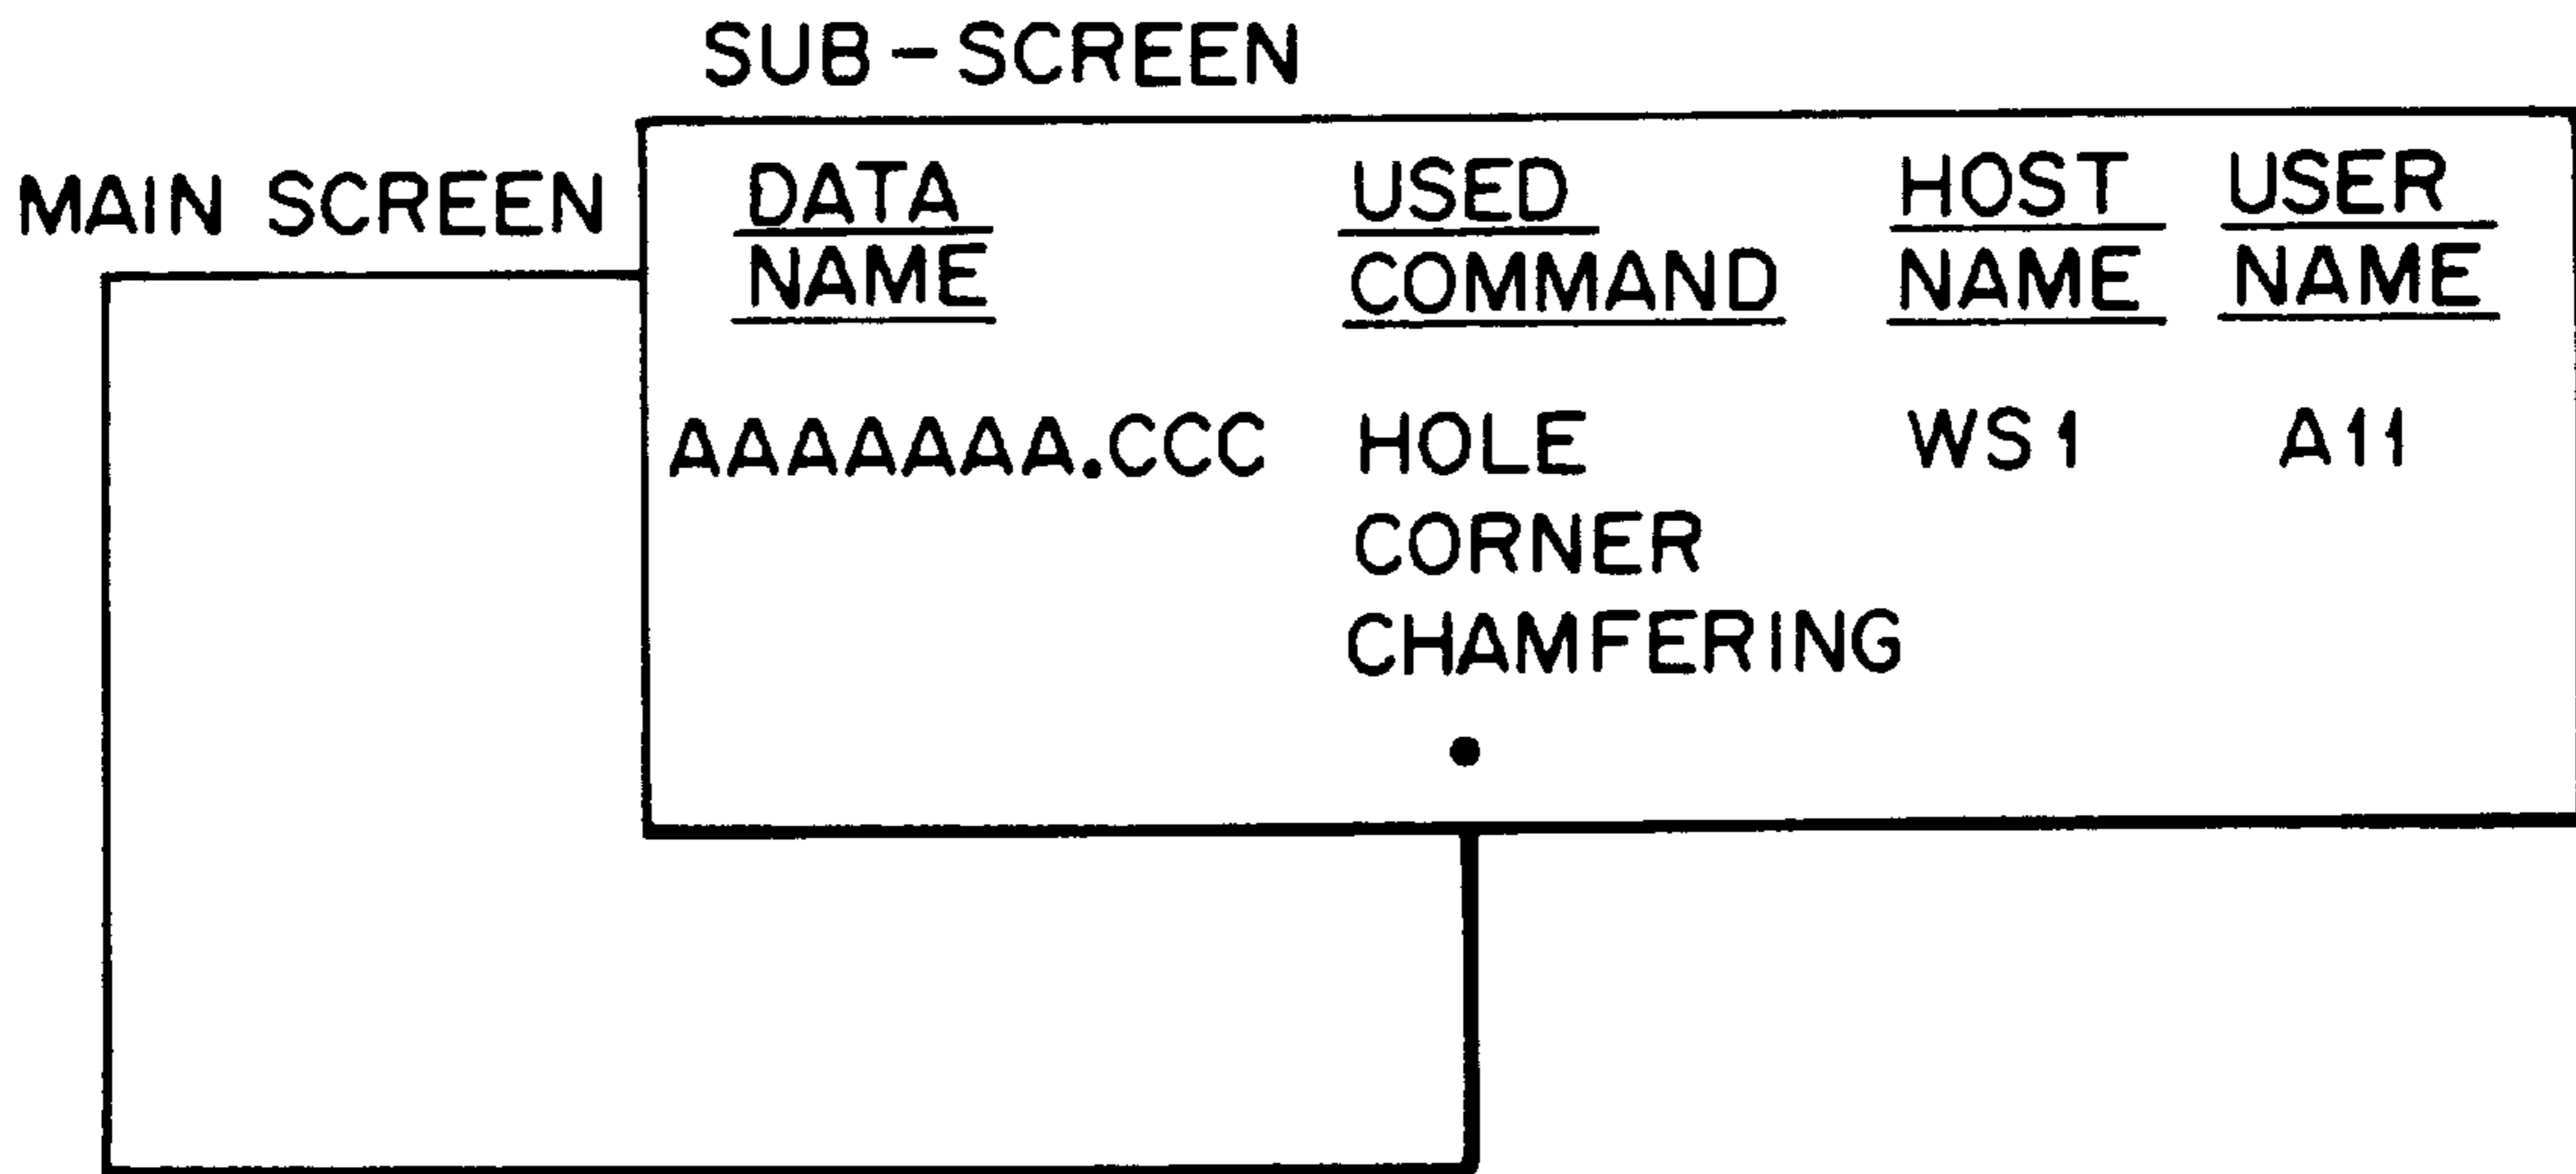 SUB-SCREEN
MAIN SCREEN
DATA NAME
USED COMMAND
HOST NAME
USER NAME
AAAAAAA.CCC HOLE WS1 A11
CORNER
CHAMFERING